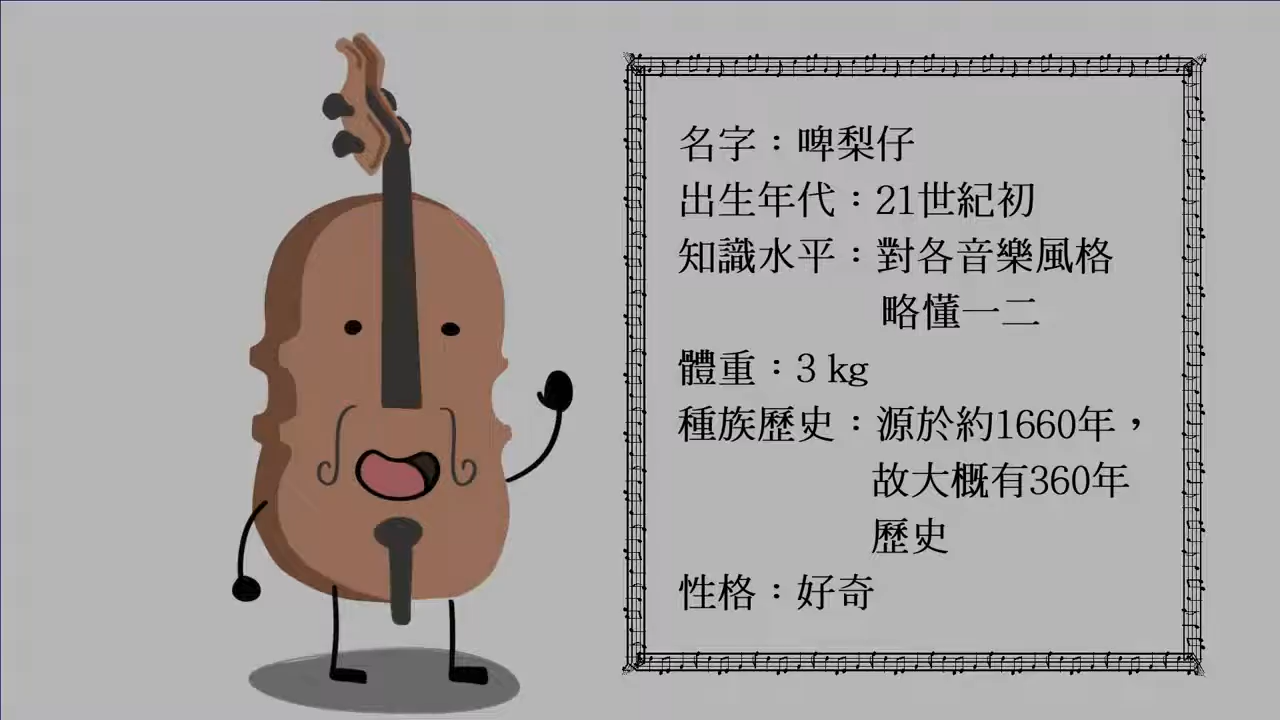 名字：啤梨仔
出生年代：21世紀初
知識水平：對各音樂風格
略懂一二
體重：3 kg
種族歷史：源於約1660年，
故大概有360年
歷史
性格：好奇